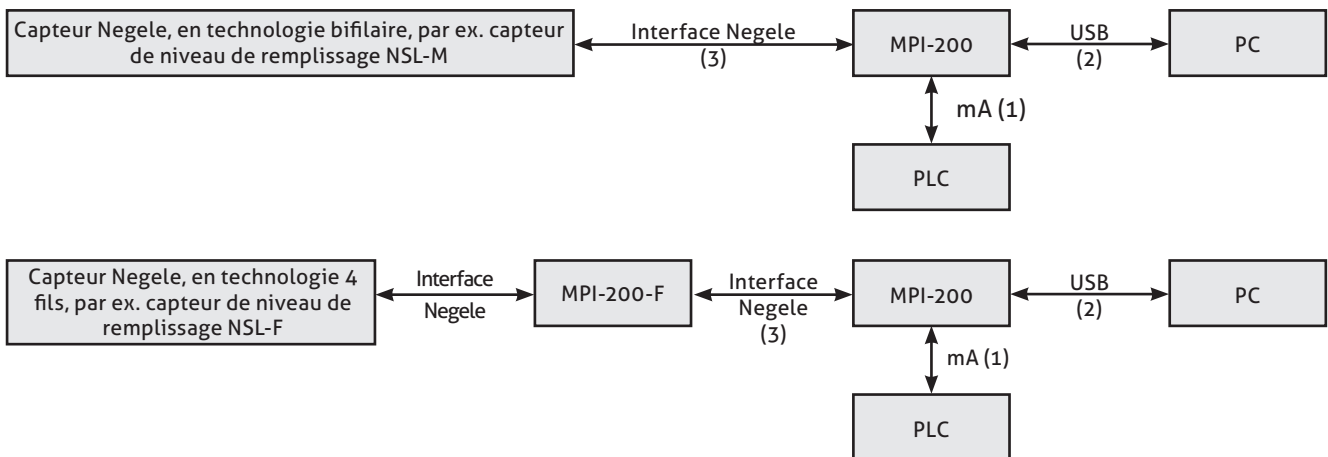 Capteur Negele, en technologie bifilaire, par ex. capteur
de niveau de remplissage NSL-M
Interface Negele
(3)
MPI-200
USB
(2)
PC
mA (1)
PLC
Capteur Negele, en technologie 4
fils, par ex. capteur de niveau de
remplissage NSL-F
Interface
Negele
MPI-200-F
Interface
Negele
(3)
MPI-200
USB
(2)
PC
mA (1)
PLC